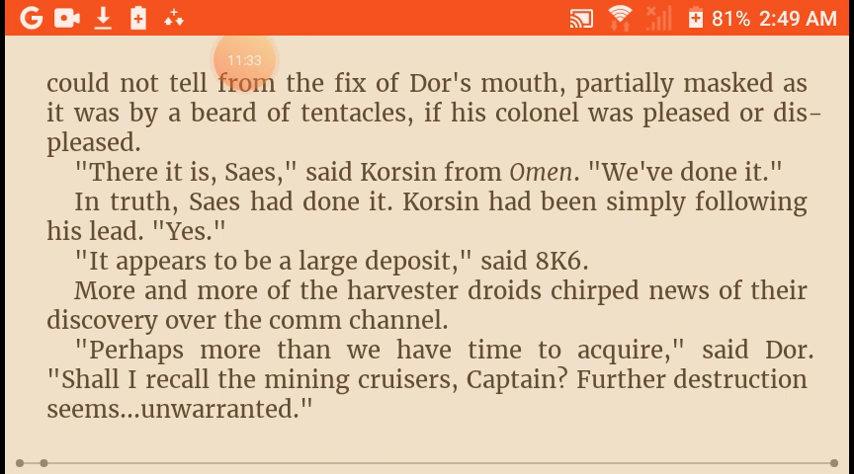 81% 2:49 AM
11:33
could not tell from the fix of Dor's mouth, partially masked as
it was by a beard of tentacles, if his colonel was pleased or dis-
pleased.
"There it is, Saes," said Korsin from Omen. "We've done it."
In truth, Saes had done it. Korsin had been simply following
his lead. "Yes."
"It appears to be a large deposit," said 8K6.
More and more of the harvester droids chirped news of their
discovery over the comm channel.
"Perhaps more than we have time to acquire," said Dor.
"Shall I recall the mining cruisers, Captain? Further destruction
seems...unwarranted."